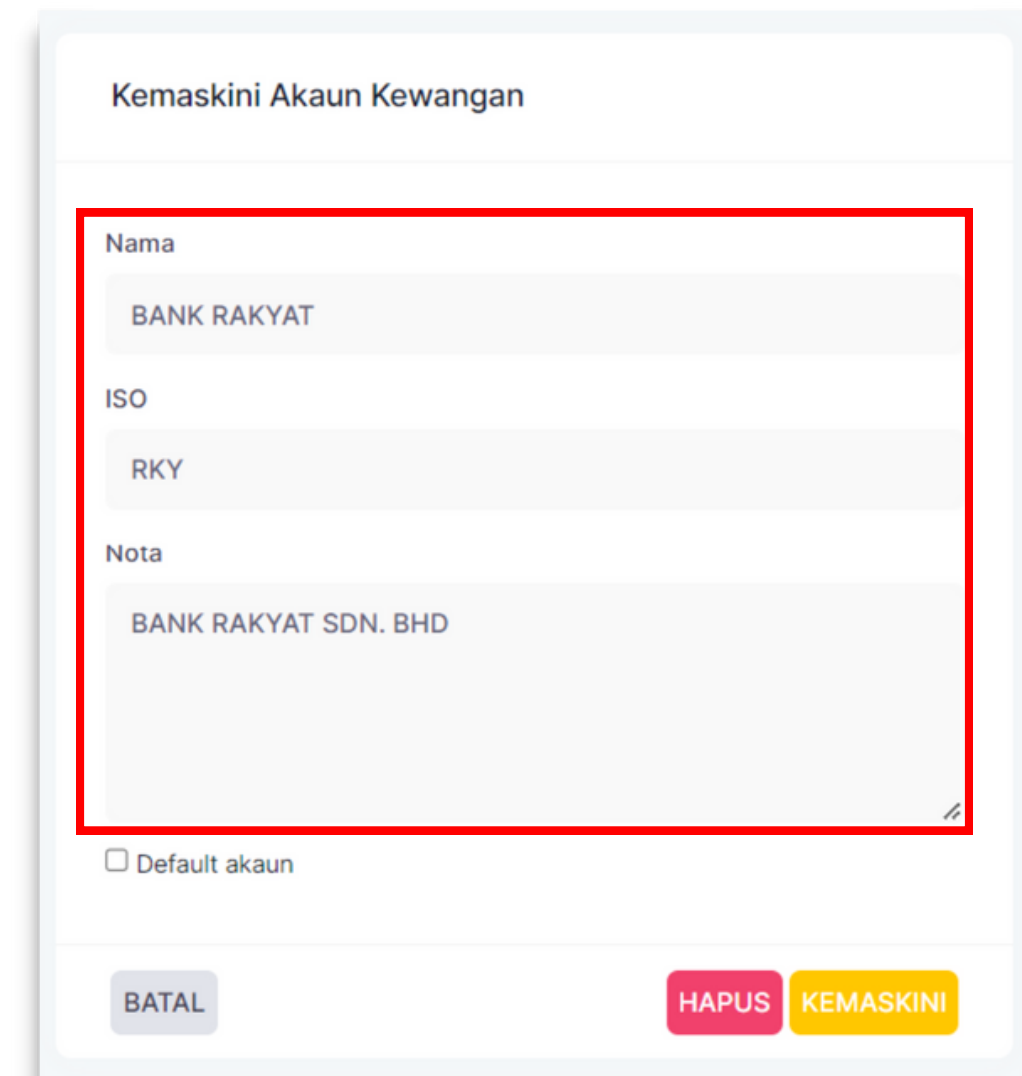 Kemaskini Akaun Kewangan
Nama
BANK RAKYAT
ISO
RKY
Nota
BANK RAKYAT SDN. BHD
Default akaun
BATAL HAPUS KEMASKINI